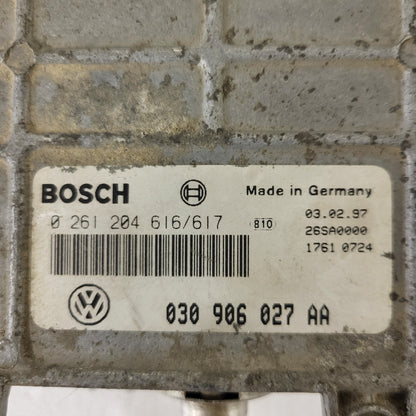 BOSCH Made in Germany
0 261 204 616/617 810 03.02.97
26SA0000
1761 0724
VW 030 906 027 AA